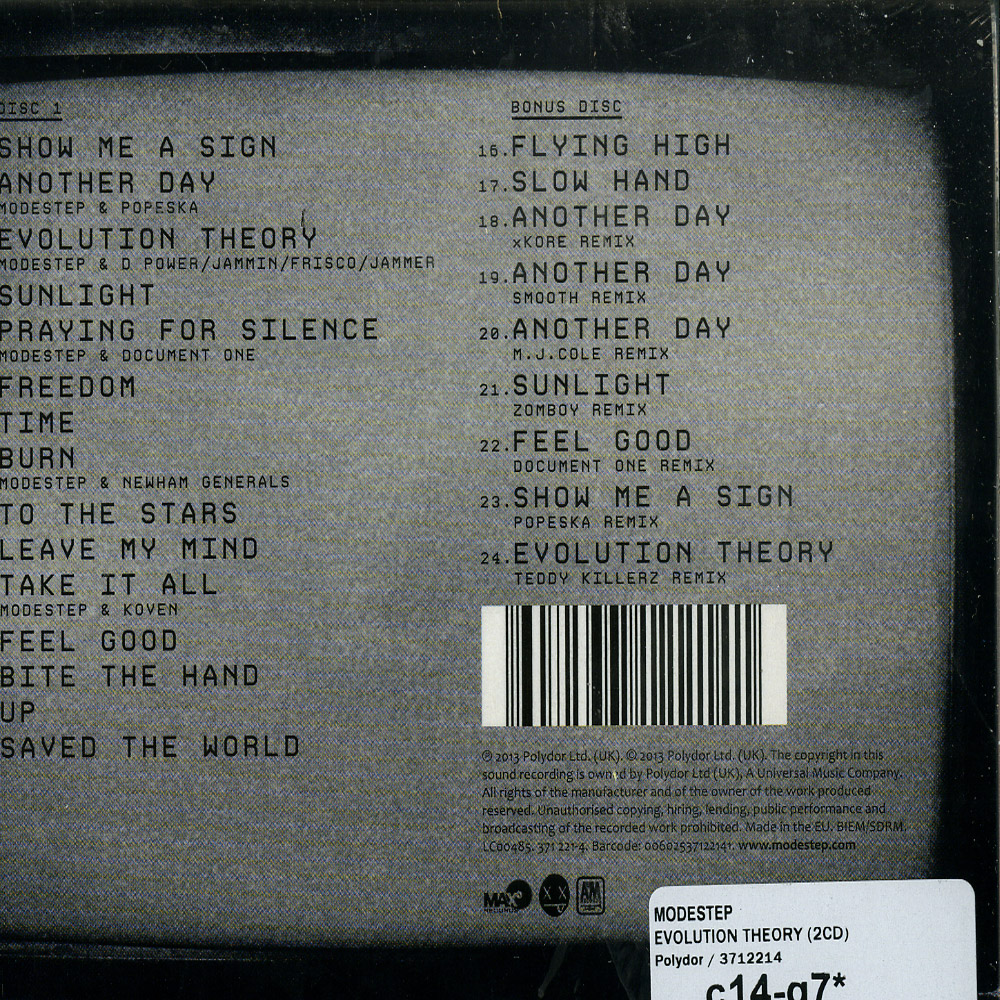 DISC 1
SHOW ME A SIGN
ANOTHER DAY
MODESTEP & POPESKA
EVOLUTION THEORY
MODESTEP & D POWER/JAMMIN/FRISCO/JAMMER
SUNLIGHT
PRAYING FOR SILENCE
MODESTEP & DOCUMENT ONE
FREEDOM
TIME
BURN
MODESTEP & NEWHAM GENERALS
TO THE STARS
LEAVE MY MIND
TAKE IT ALL
MODESTEP & KOVEN
FEEL GOOD
BITE THE HAND
UP
SAVED THE WORLD
BONUS DISC
16.FLYING HIGH
17.SLOW HAND
18.ANOTHER DAY
xKORE REMIX
19.ANOTHER DAY
SMOOTH REMIX
20.ANOTHER DAY
M.J.COLE REMIX
21.SUNLIGHT
ZOMBOY REMIX
22.FEEL GOOD
DOCUMENT ONE REMIX
23.SHOW ME A SIGN
POPESKA REMIX
24.EVOLUTION THEORY
TEDDY KILLERZ REMIX
℗ 2013 Polydor Ltd. (UK). © 2013 Polydor Ltd. (UK). The copyright in this
sound recording is owned by Polydor Ltd (UK), A Universal Music Company.
All rights of the manufacturer and of the owner of the work produced
reserved. Unauthorised copying, hiring, lending, public performance and
broadcasting of the recorded work prohibited. Made in the EU. BIEM/SDRM.
LC00485. 371 221-4. Barcode: 00602537122141. www.modestep.com
MAX
RECORDS
A&M
MODESTEP
EVOLUTION THEORY (2CD)
Polydor / 3712214
c14-g7*